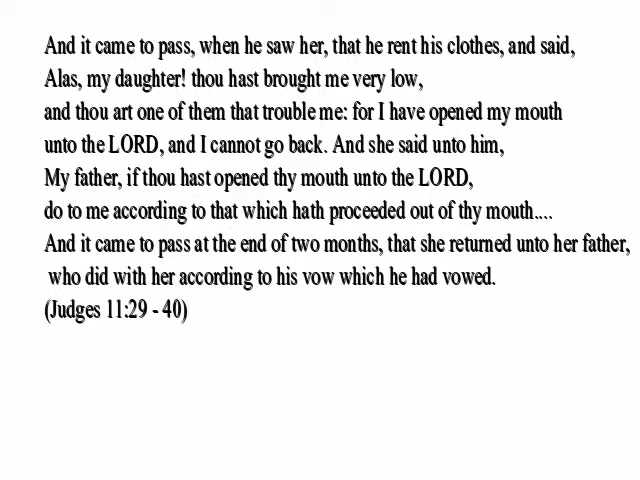 And it came to pass, when he saw her, that he rent his clothes, and said,
Alas, my daughter! thou hast brought me very low,
and thou art one of them that trouble me: for I have opened my mouth
unto the LORD, and I cannot go back. And she said unto him,
My father, if thou hast opened thy mouth unto the LORD,
do to me according to that which hath proceeded out of thy mouth....
And it came to pass at the end of two months, that she returned unto her father,
who did with her according to his vow which he had vowed.
(Judges 11:29 - 40)